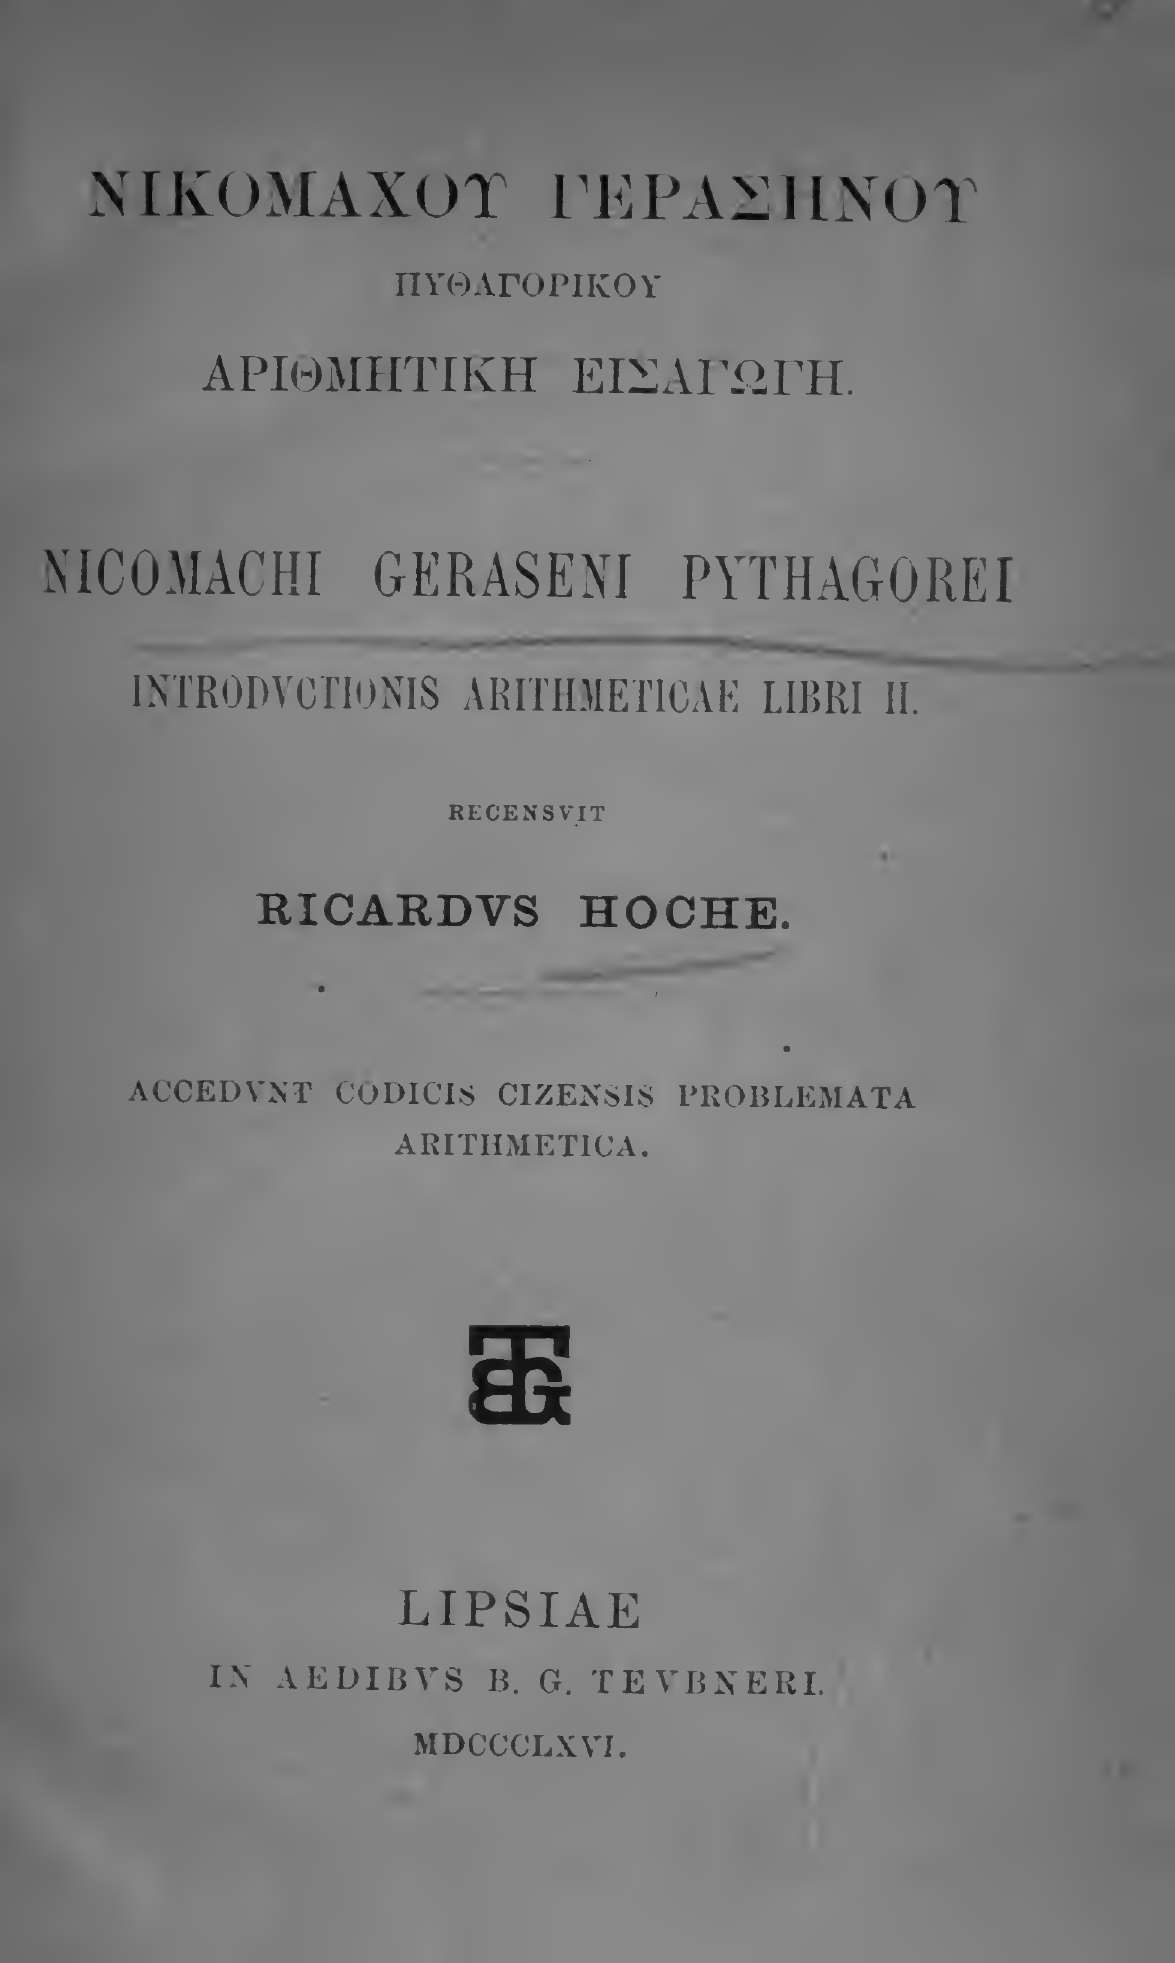 ΝΙΚΟΜΑΧΟΥ ΓΕΡΑΣΗΝΟΥ
ΠΥΘΑΓΟΡΙΚΟΥ
ΑΡΙΘΜΗΤΙΚΗ ΕΙΣΑΓΩΓΗ.
NICOMACHI GERASENI PYTHAGOREI
INTRODVCTIONIS ARITHMETICAE LIBRI II.
RECENSVIT
RICARDVS HOCHE.
ACCEDVNT CODICIS CIZENSIS PROBLEMATA
ARITHMETICA.
BTG
LIPSIAE
IN AEDIBVS B. G. TEVBNERI.
MDCCCLXVI.